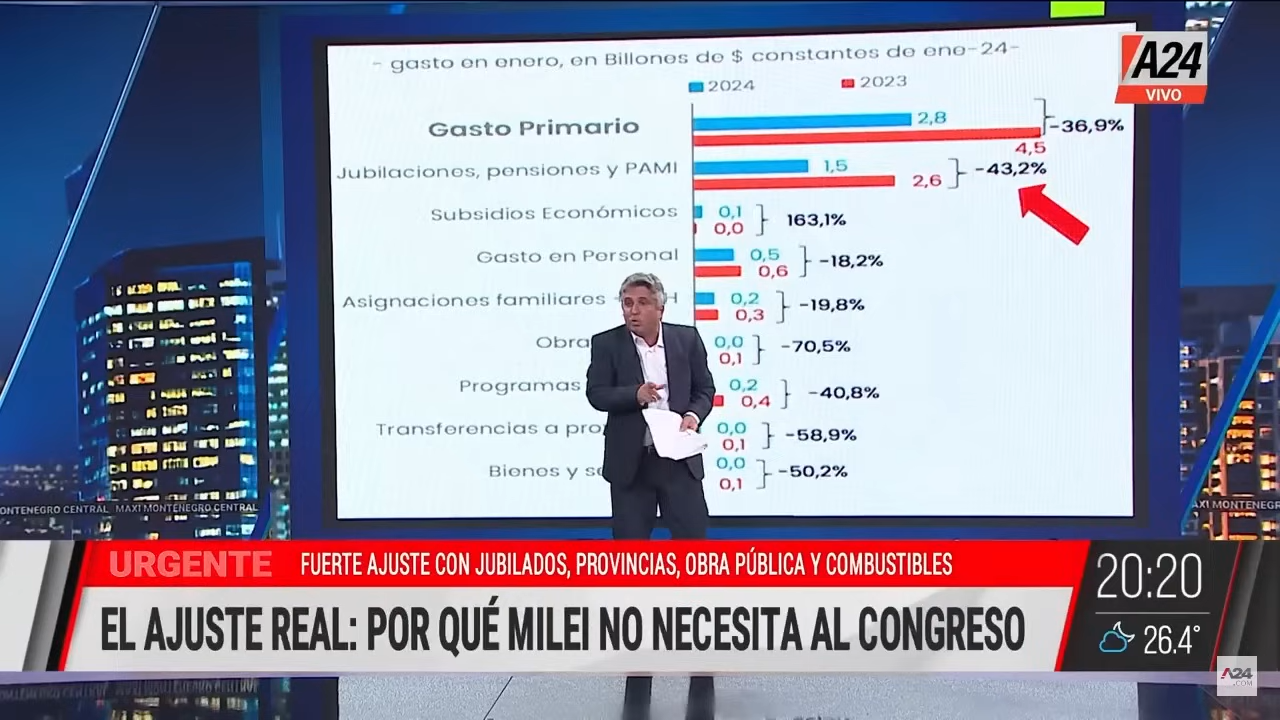 - gasto en enero, en Billones de $ constantes de ene-24-
2024 2023
Gasto Primario 2,8 4,5 -36,9%
Jubilaciones, pensiones y PAMI 1,5 2,6 -43,2%
Subsidios Económicos 0,1 0,0 163,1%
Gasto en Personal 0,5 0,6 -18,2%
Asignaciones familiares 0,2 0,3 -19,8%
0,0 0,1 -70,5%
Programas 0,2 0,4 -40,8%
Transferencias a 0,0 0,1 -58,9%
Bienes y 0,0 0,1 -50,2%
A24
VIVO
MONTENEGRO CENTRAL MAXI MONTENEGRO CENTRAL
URGENTE FUERTE AJUSTE CON JUBILADOS, PROVINCIAS, OBRA PÚBLICA Y COMBUSTIBLES
EL AJUSTE REAL: POR QUÉ MILEI NO NECESITA AL CONGRESO
20:20
26.4°
A24
.COM